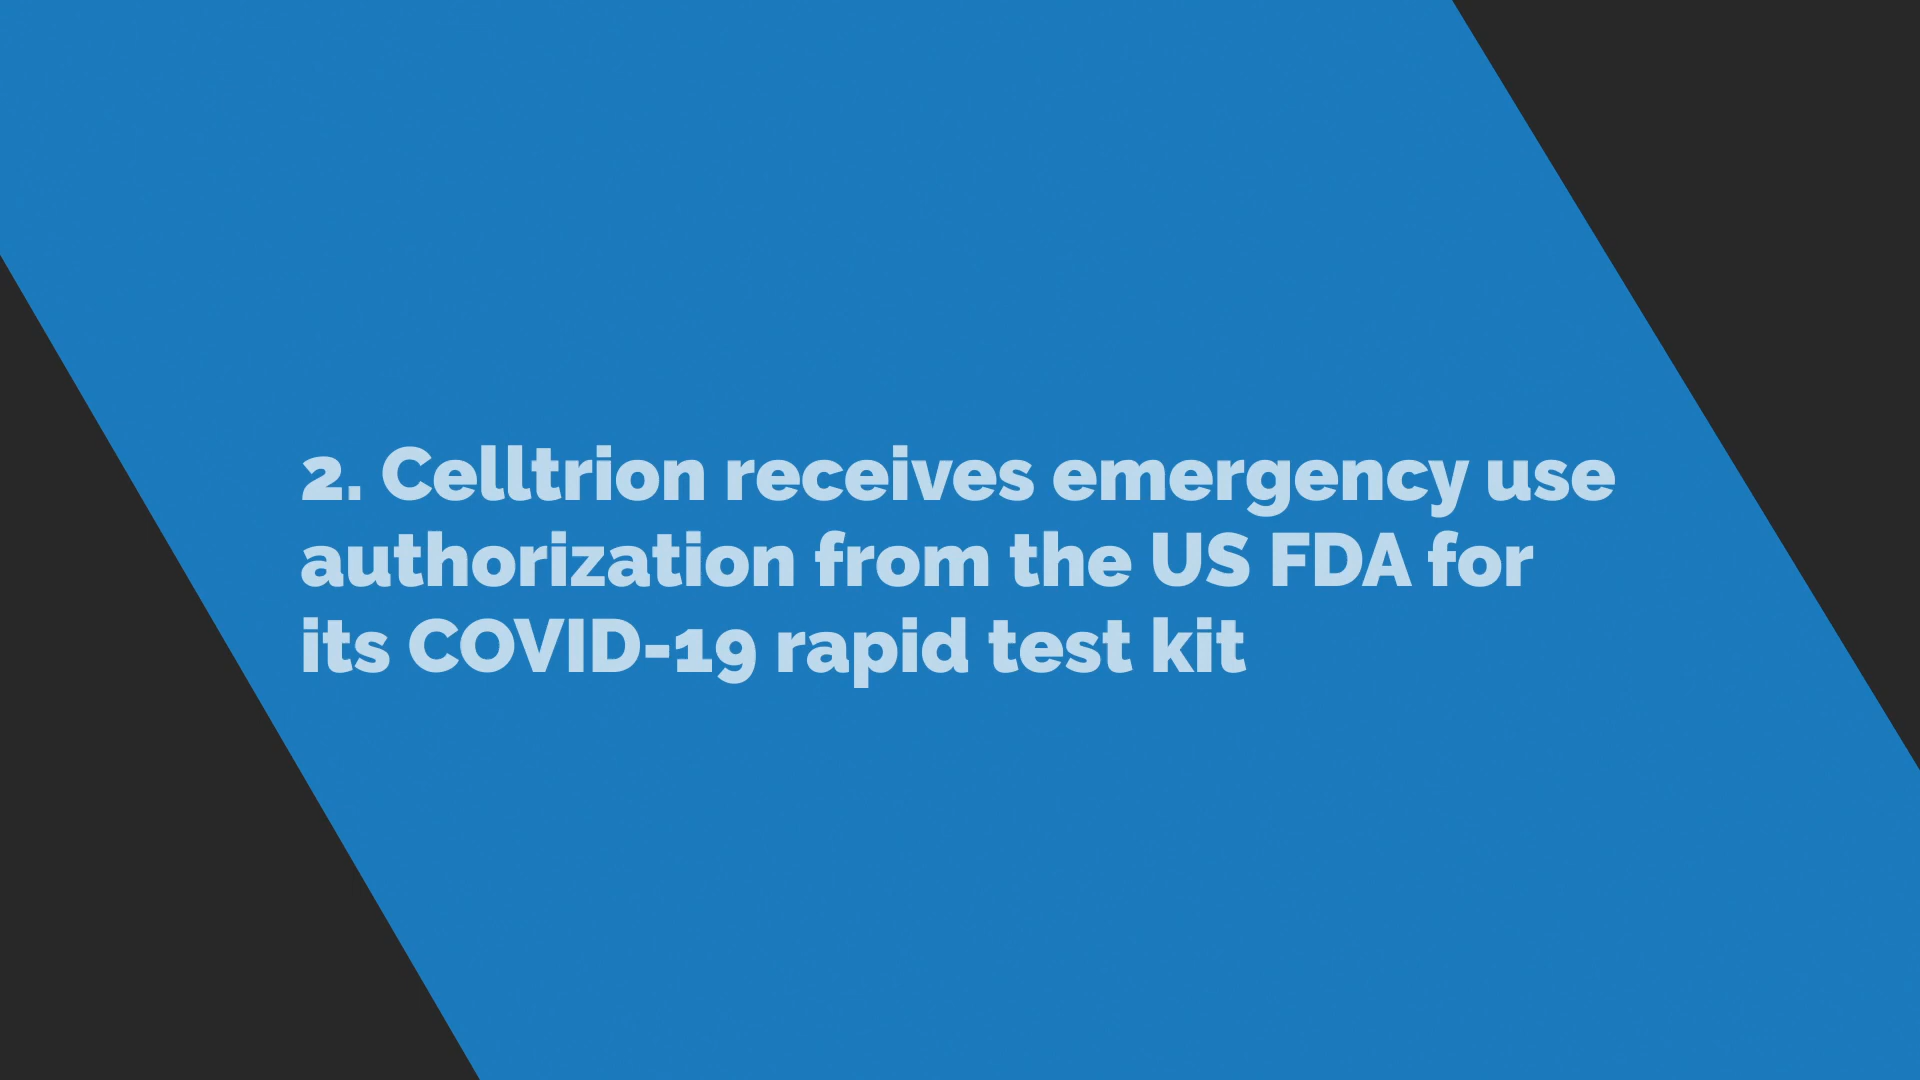 2. Celltrion receives emergency use
authorization from the US FDA for
its COVID-19 rapid test kit